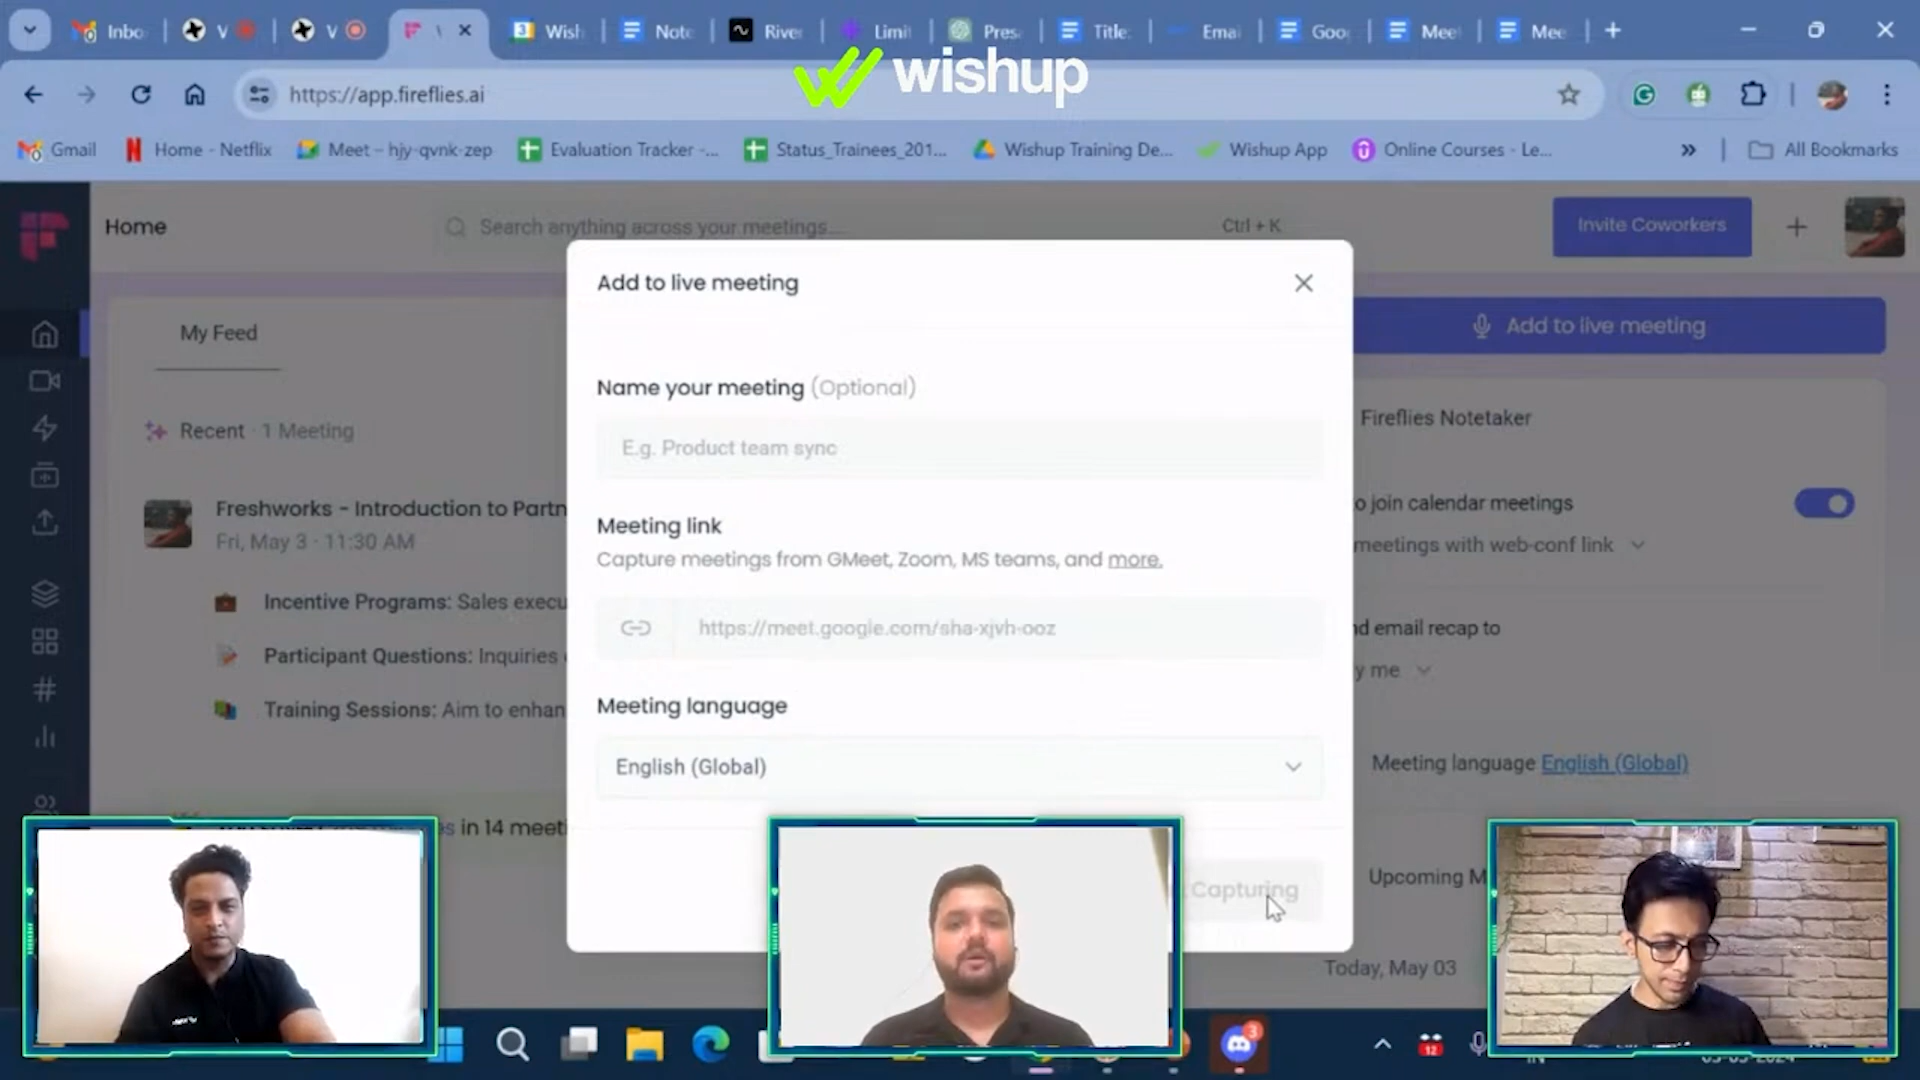 Inbo
V
V
Wish
Note
River
Limit
Pres
Title:
Emai
Goo
Meet
Mee
https://app.fireflies.ai
wishup
Gmail
Home - Netflix
Meet – hjy-qvnk-zep
Evaluation Tracker -...
Status_Trainees_201...
Wishup Training De...
Wishup App
Online Courses - Le...
All Bookmarks
Home
Search anything across your meetings...
Ctrl + K
Invite Coworkers
Add to live meeting
Add to live meeting
My Feed
Name your meeting (Optional)
Fireflies Notetaker
Recent · 1 Meeting
E.g. Product team sync
Freshworks - Introduction to Partn
o join calendar meetings
Fri, May 3 · 11:30 AM
Meeting link
meetings with web-conf link
Capture meetings from GMeet, Zoom, MS teams, and more.
Incentive Programs: Sales execu
https://meet.google.com/sha-xjvh-ooz
nd email recap to
Participant Questions: Inquiries
y me
Training Sessions: Aim to enhan
Meeting language
English (Global)
Meeting language English (Global)
in 14 meeti
Capturing
Upcoming M
Today, May 03
3
12